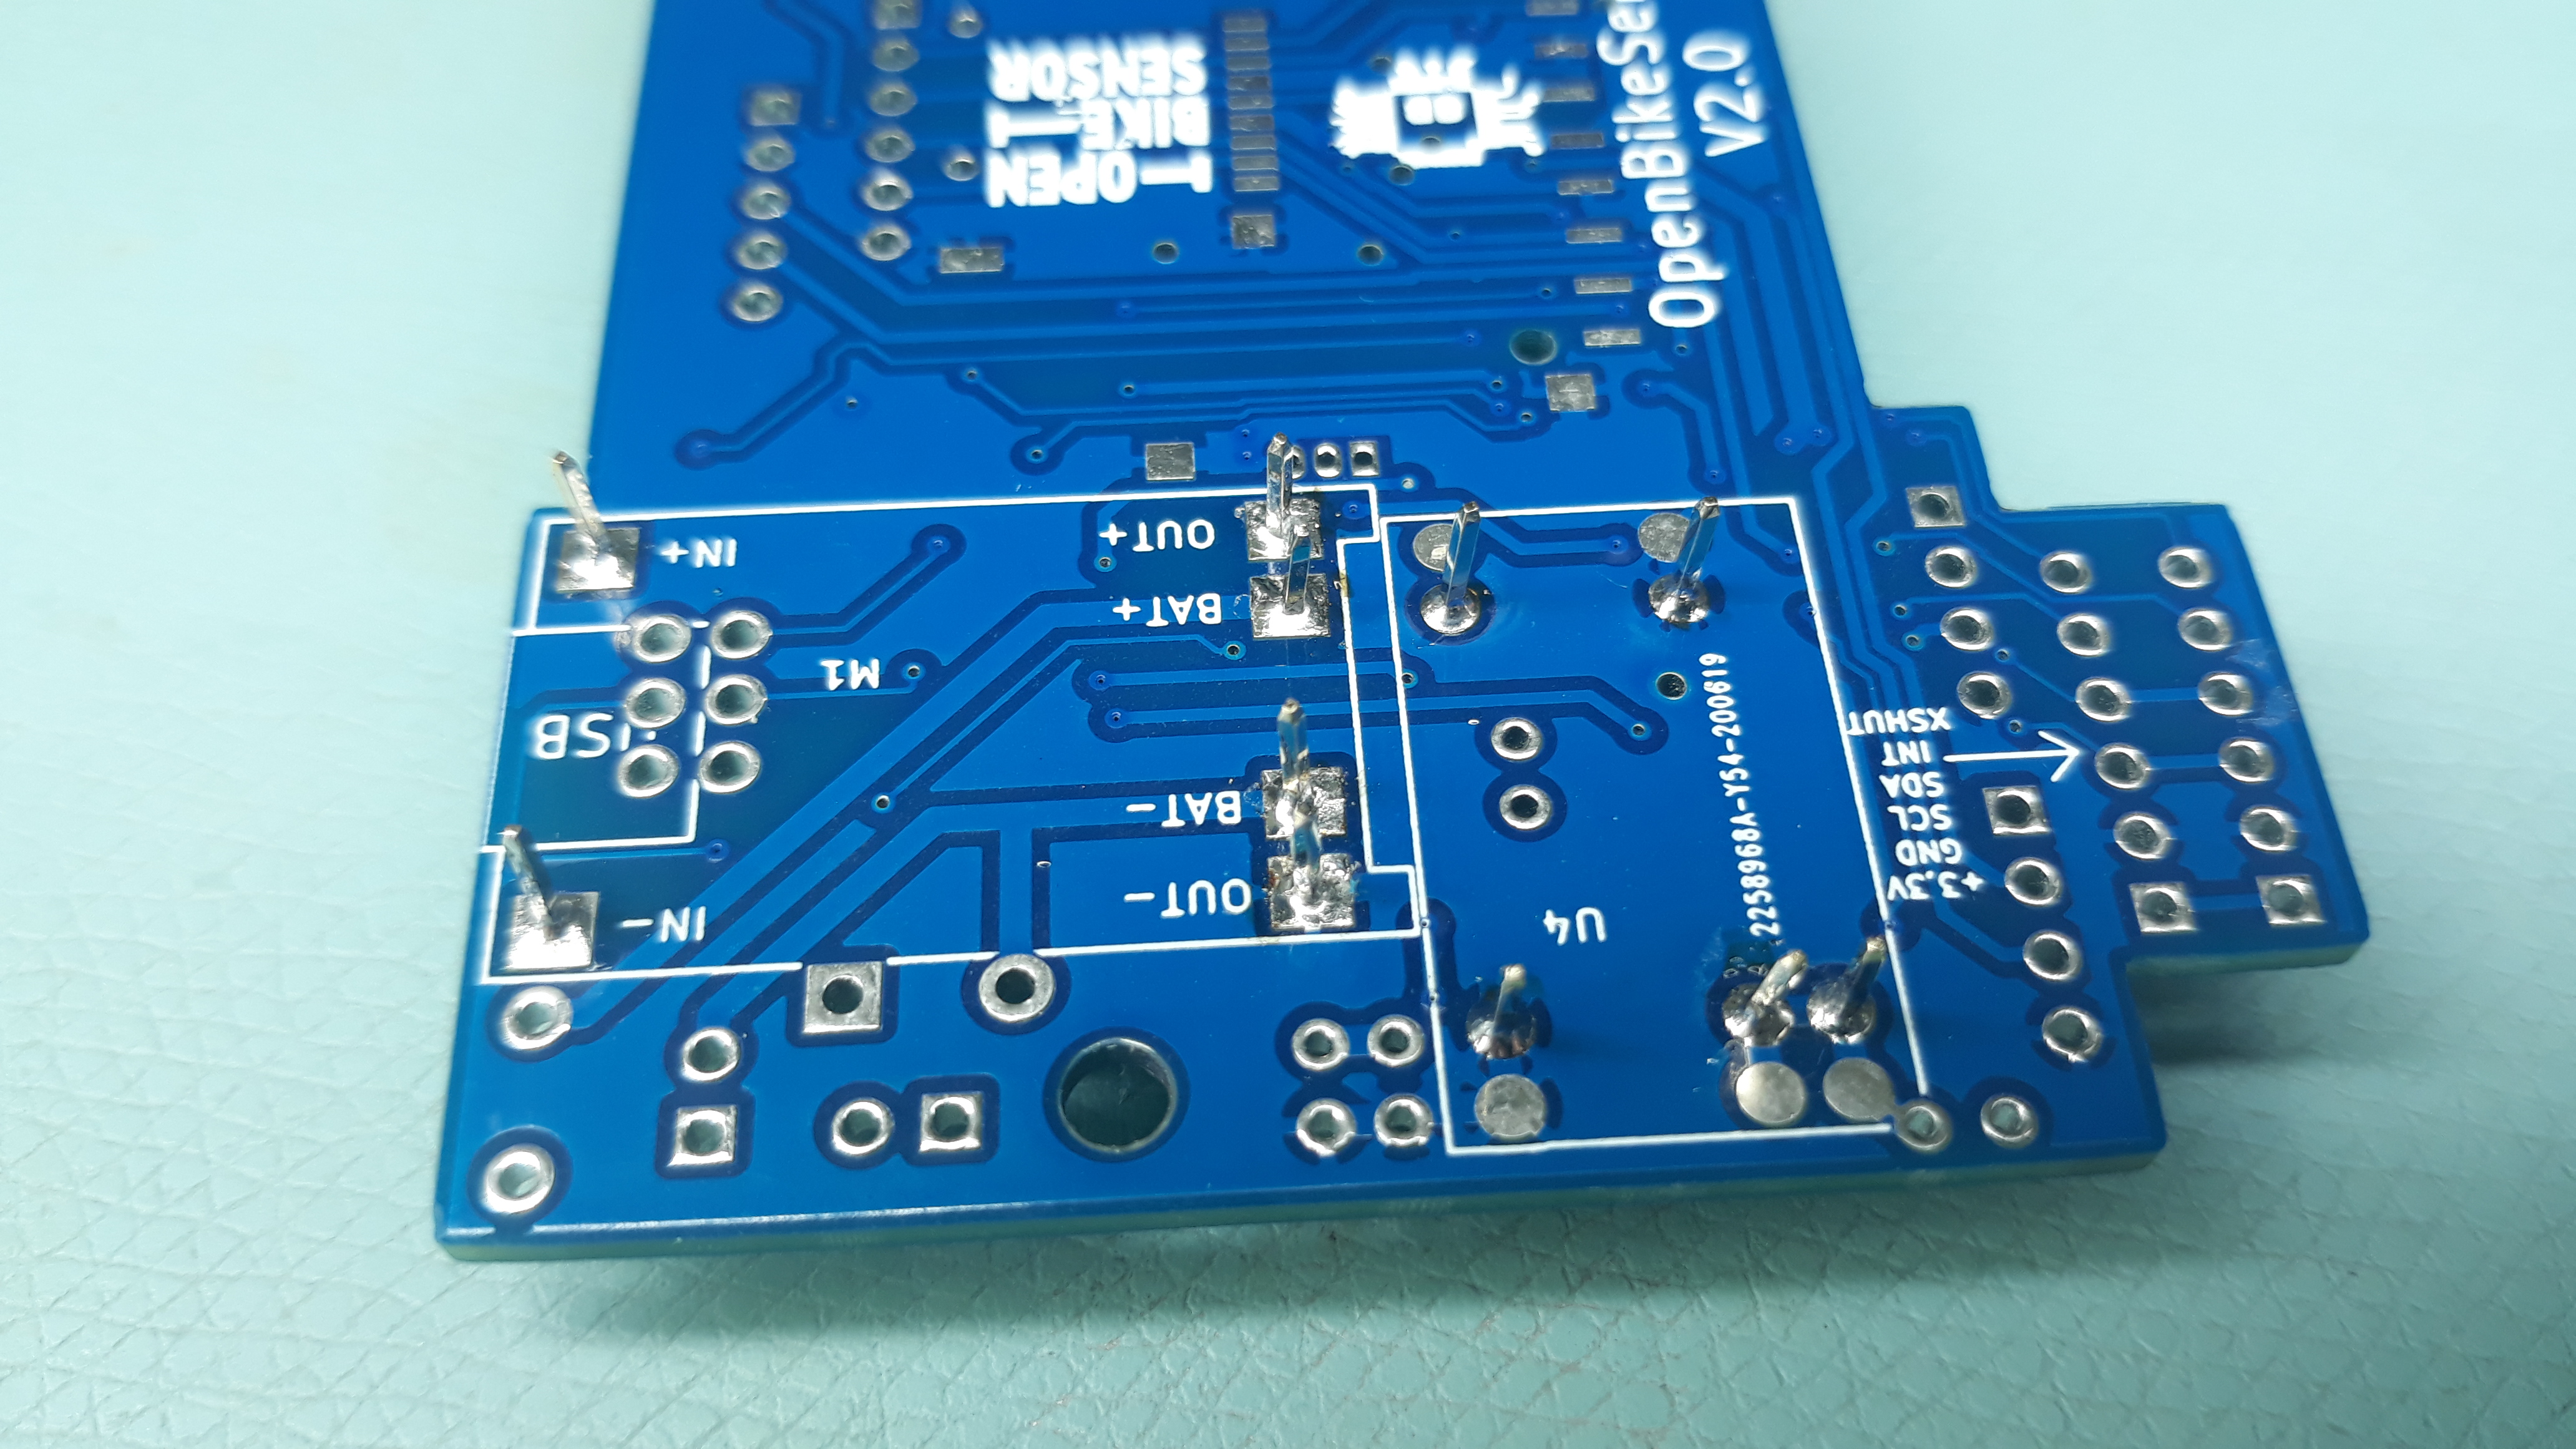 OPEN
BIKE
SENSOR
OpenBikeSe
V2.0
IN+
OUT+
BAT+
M1
SB
BAT-
OUT-
IN-
U4
2258968A-Y54-200619
XSHUT
INT
SDA
SCL
GND
+3.3V